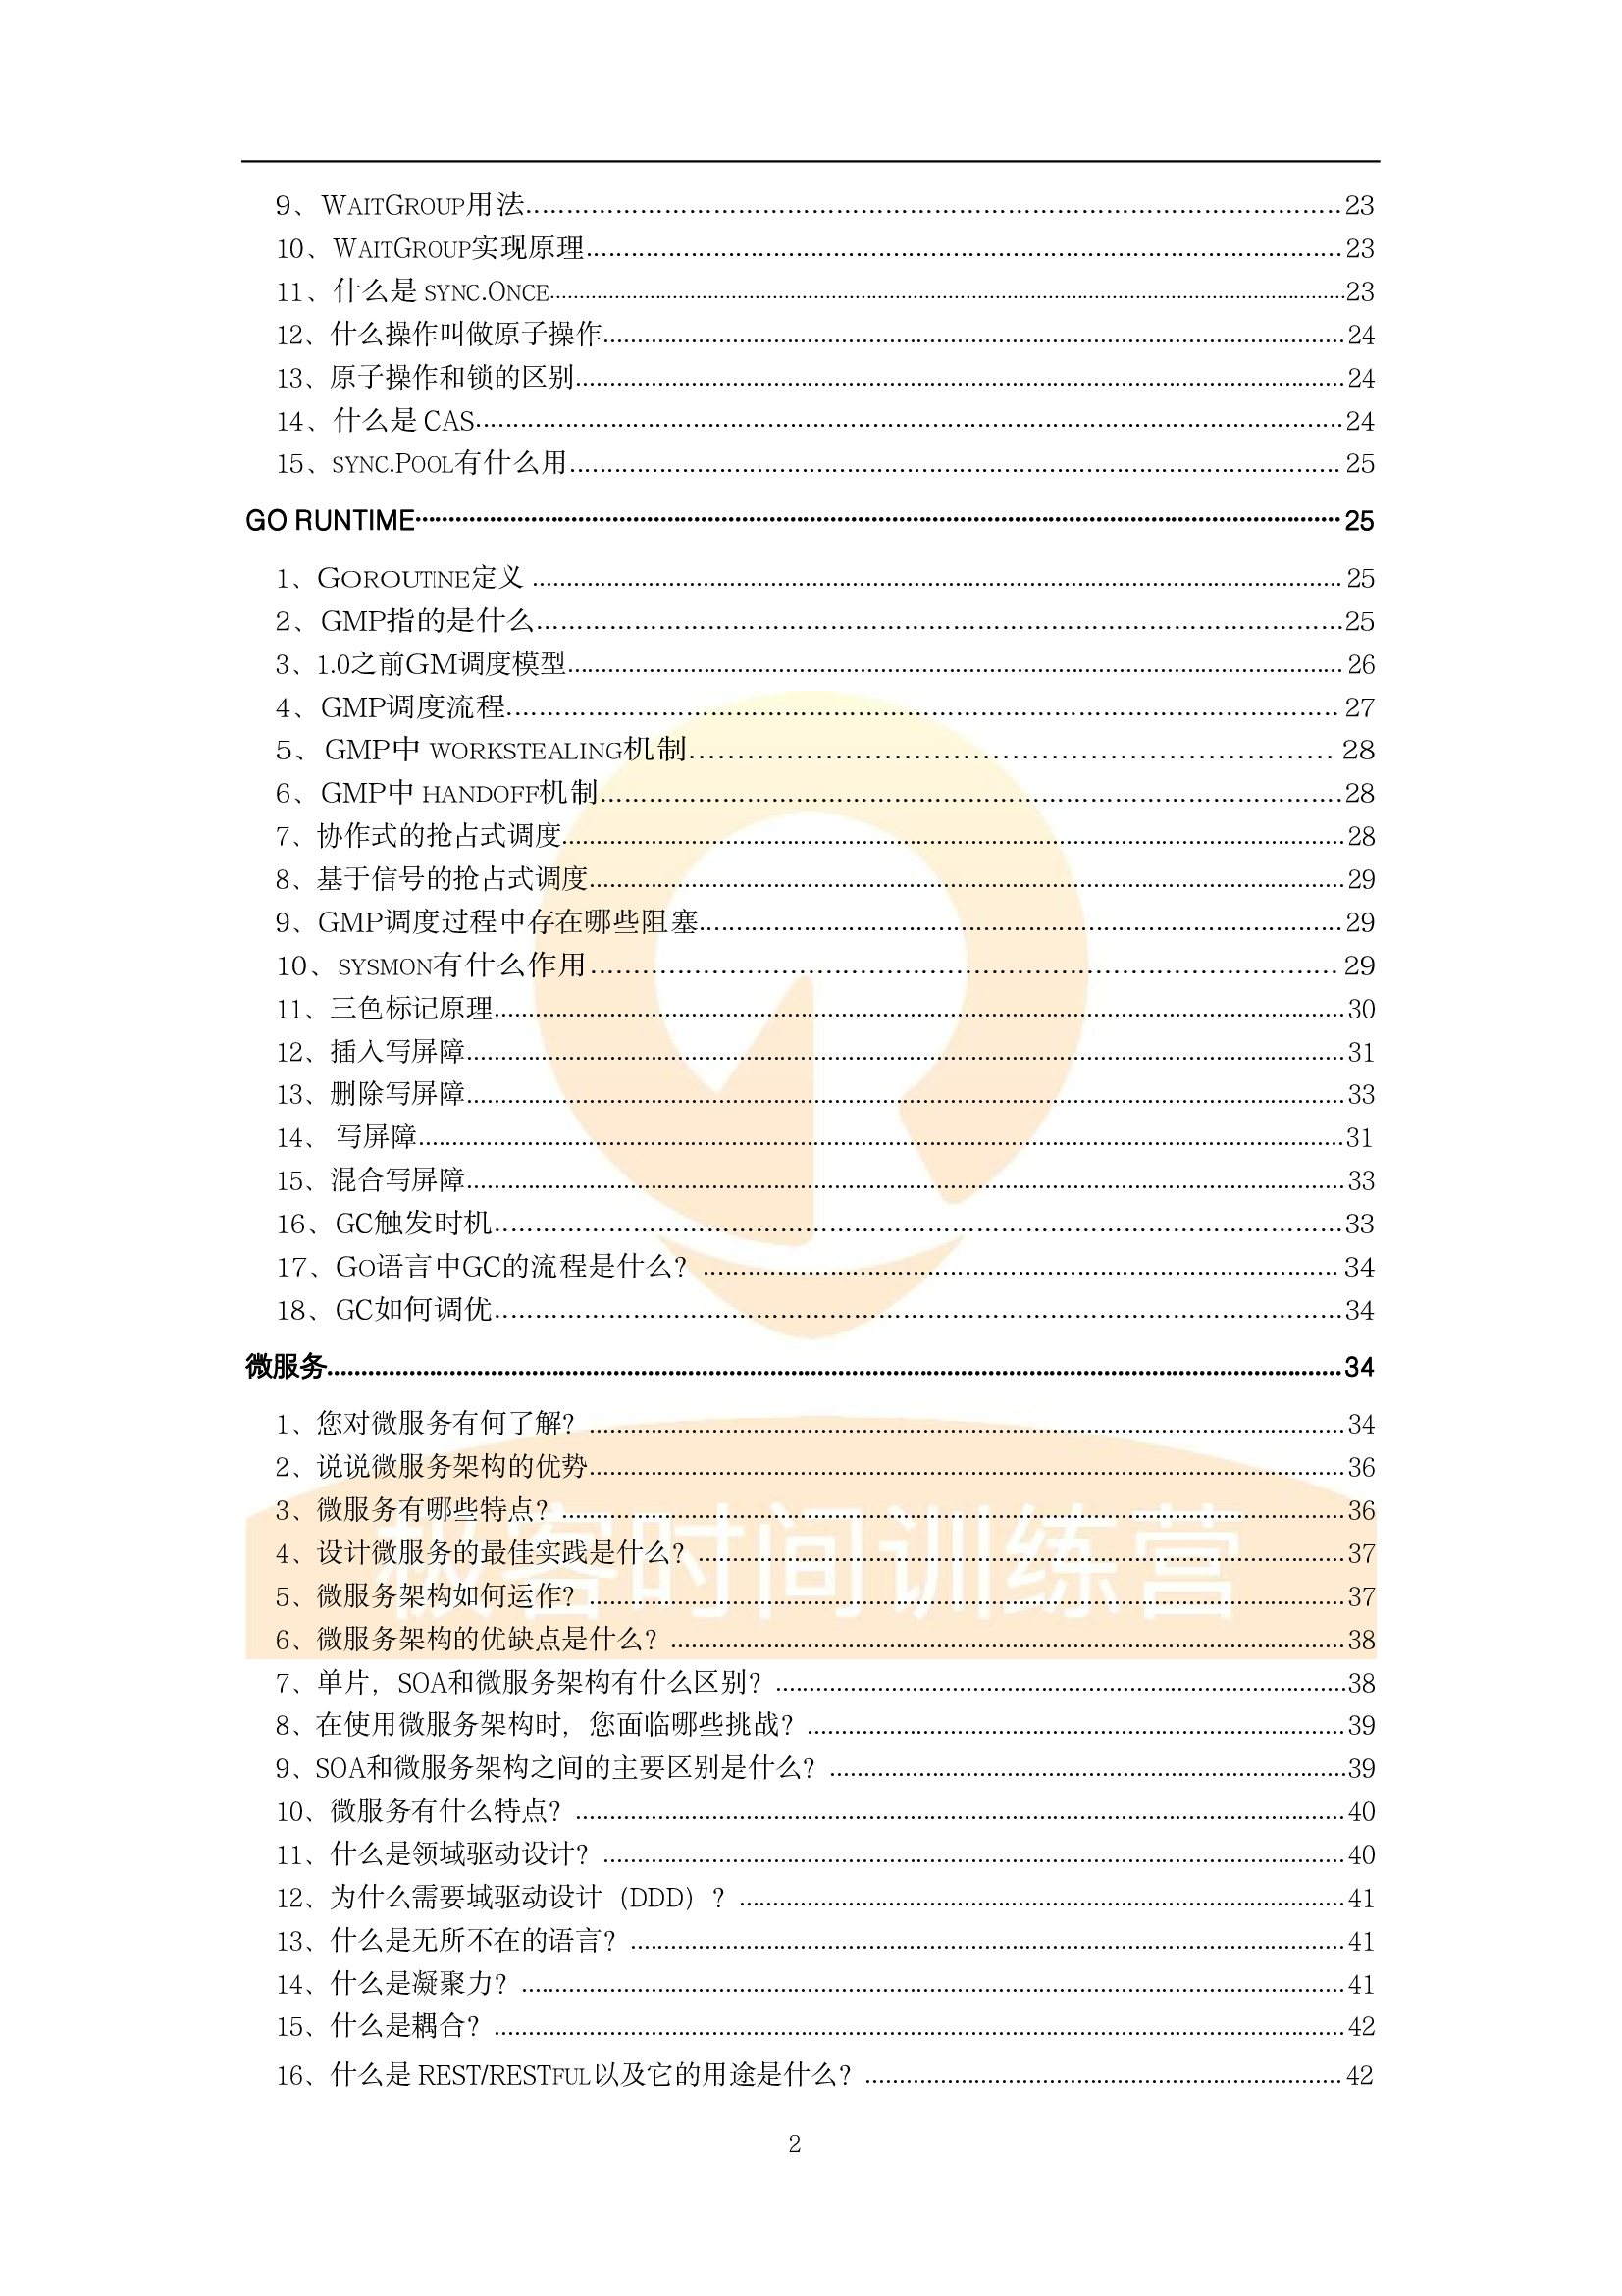 9、WAITGROUP用法........................23
10、WAITGROUP实现原理........................23
11、什么是 SYNC.ONCE........................23
12、什么操作叫做原子操作........................24
13、原子操作和锁的区别........................24
14、什么是 CAS........................24
15、SYNC.POOL有什么用........................25
GO RUNTIME........................25
1、GOROUTINE定义........................25
2、GMP指的是什么........................25
3、1.0之前GM调度模型........................26
4、GMP调度流程........................27
5、GMP中 WORKSTEALING机制........................28
6、GMP中 HANDOFF机制........................28
7、协作式的抢占式调度........................28
8、基于信号的抢占式调度........................29
9、GMP调度过程中存在哪些阻塞........................29
10、SYSMON有什么作用........................29
11、三色标记原理........................30
12、插入写屏障........................31
13、删除写屏障........................33
14、 写屏障........................31
15、混合写屏障........................33
16、GC触发时机........................33
17、GO语言中GC的流程是什么？........................34
18、GC如何调优........................34
微服务........................34
1、您对微服务有何了解？........................34
2、说说微服务架构的优势........................36
3、微服务有哪些特点？........................36
4、设计微服务的最佳实践是什么？........................37
5、微服务架构如何运作？........................37
6、微服务架构的优缺点是什么？........................38
7、单片，SOA和微服务架构有什么区别？........................38
8、在使用微服务架构时，您面临哪些挑战？........................39
9、SOA和微服务架构之间的主要区别是什么？........................39
10、微服务有什么特点？........................40
11、什么是领域驱动设计？........................40
12、为什么需要域驱动设计（DDD）？........................41
13、什么是无所不在的语言？........................41
14、什么是凝聚力？........................41
15、什么是耦合？........................42
16、什么是 REST/RESTFUL以及它的用途是什么？........................42
极客时间训练营
2